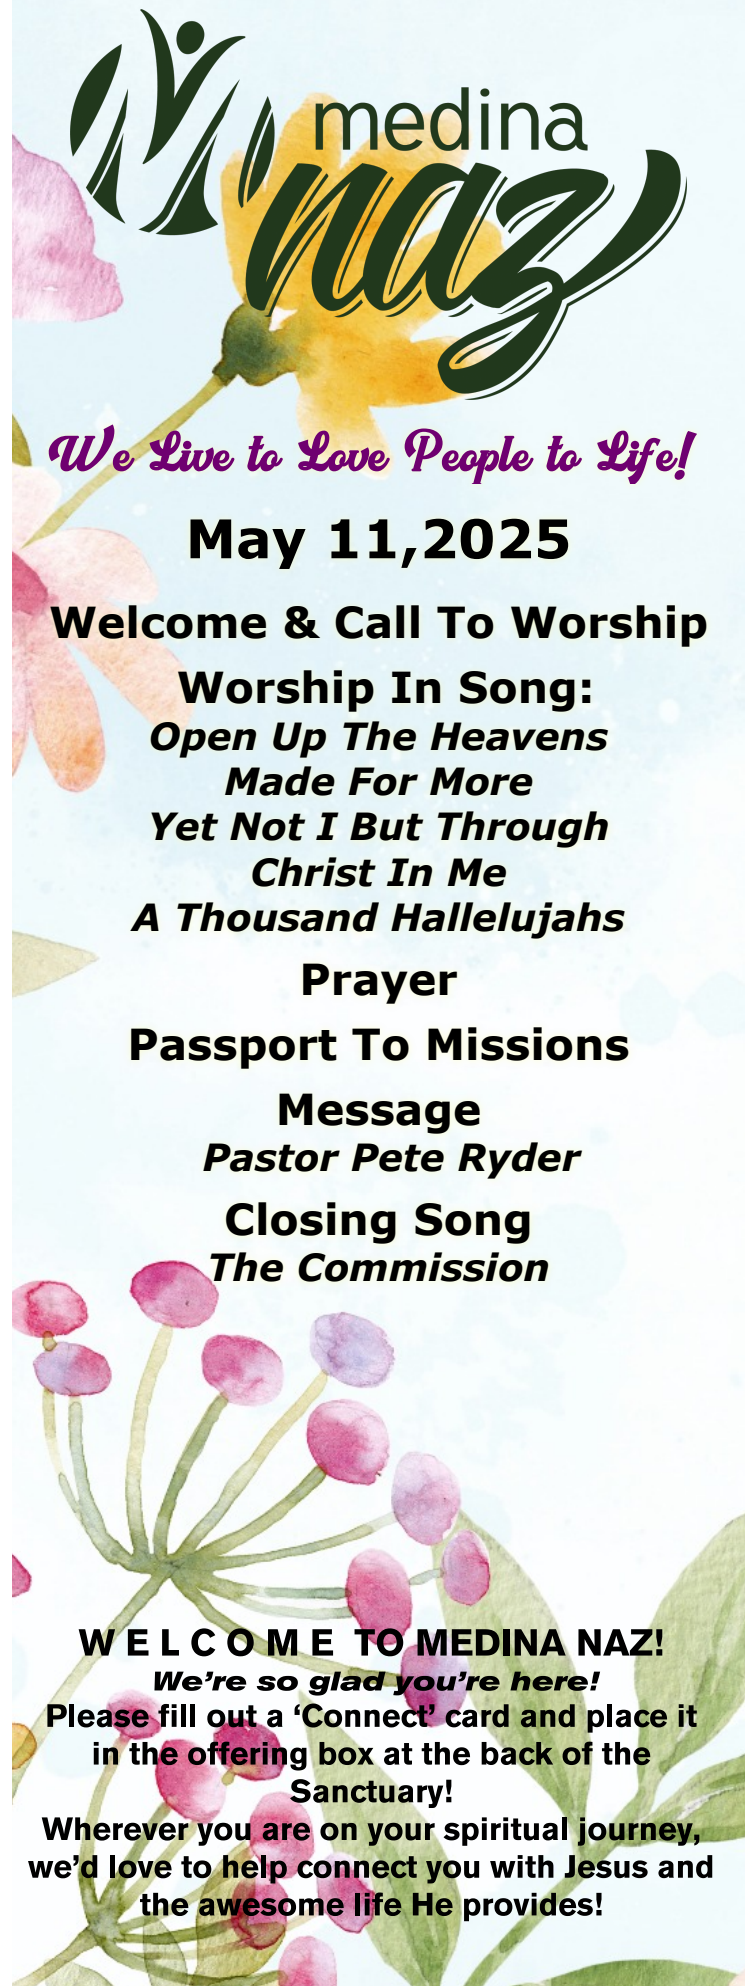 medina
naz
We Live to Love People to Life!
May 11,2025
Welcome & Call To Worship
Worship In Song:
Open Up The Heavens
Made For More
Yet Not I But Through
Christ In Me
A Thousand Hallelujahs
Prayer
Passport To Missions
Message
Pastor Pete Ryder
Closing Song
The Commission
W E L C O M E TO MEDINA NAZ!
We're so glad you're here!
Please fill out a ‘Connect’ card and place it
in the offering box at the back of the
Sanctuary!
Wherever you are on your spiritual journey,
we’d love to help connect you with Jesus and
the awesome life He provides!